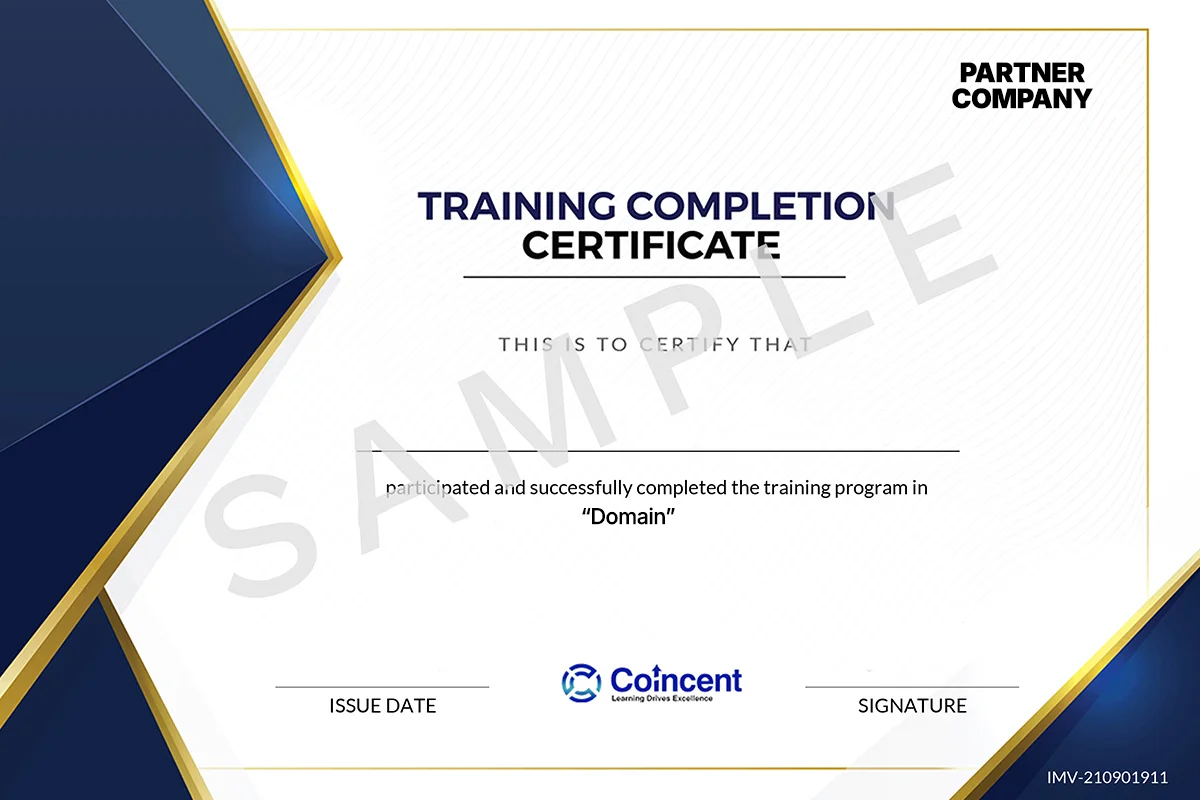 PARTNER
COMPANY
TRAINING COMPLETION
CERTIFICATE
THIS IS TO CERTIFY THAT
SAMPLE
participated and successfully completed the training program in
“Domain”
Coincent
Learning Drives Excellence
ISSUE DATE
SIGNATURE
IMV-210901911